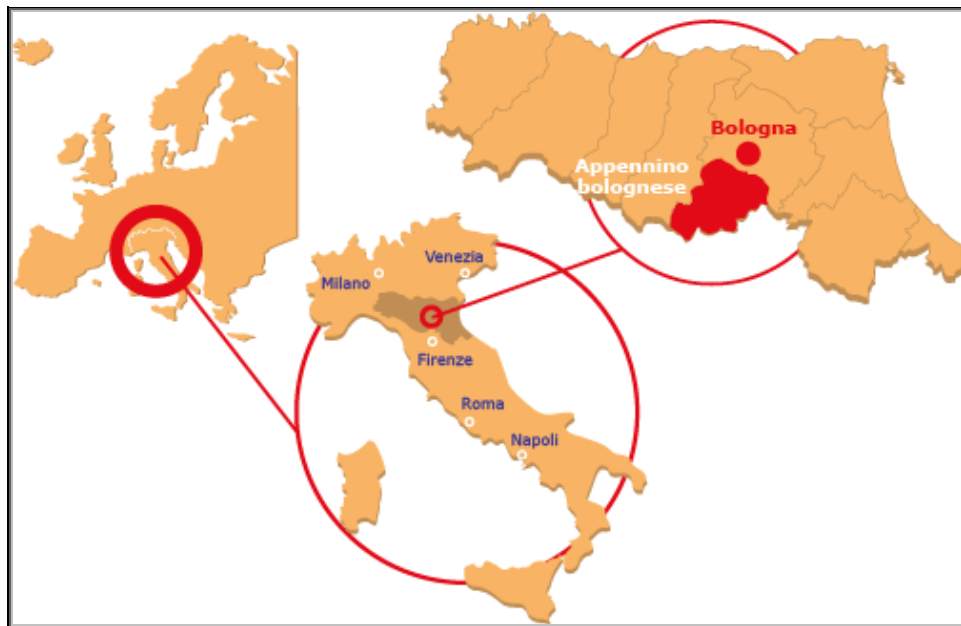 Bologna
Appennino
bolognese
Venezia
Milano
Firenze
Roma
Napoli